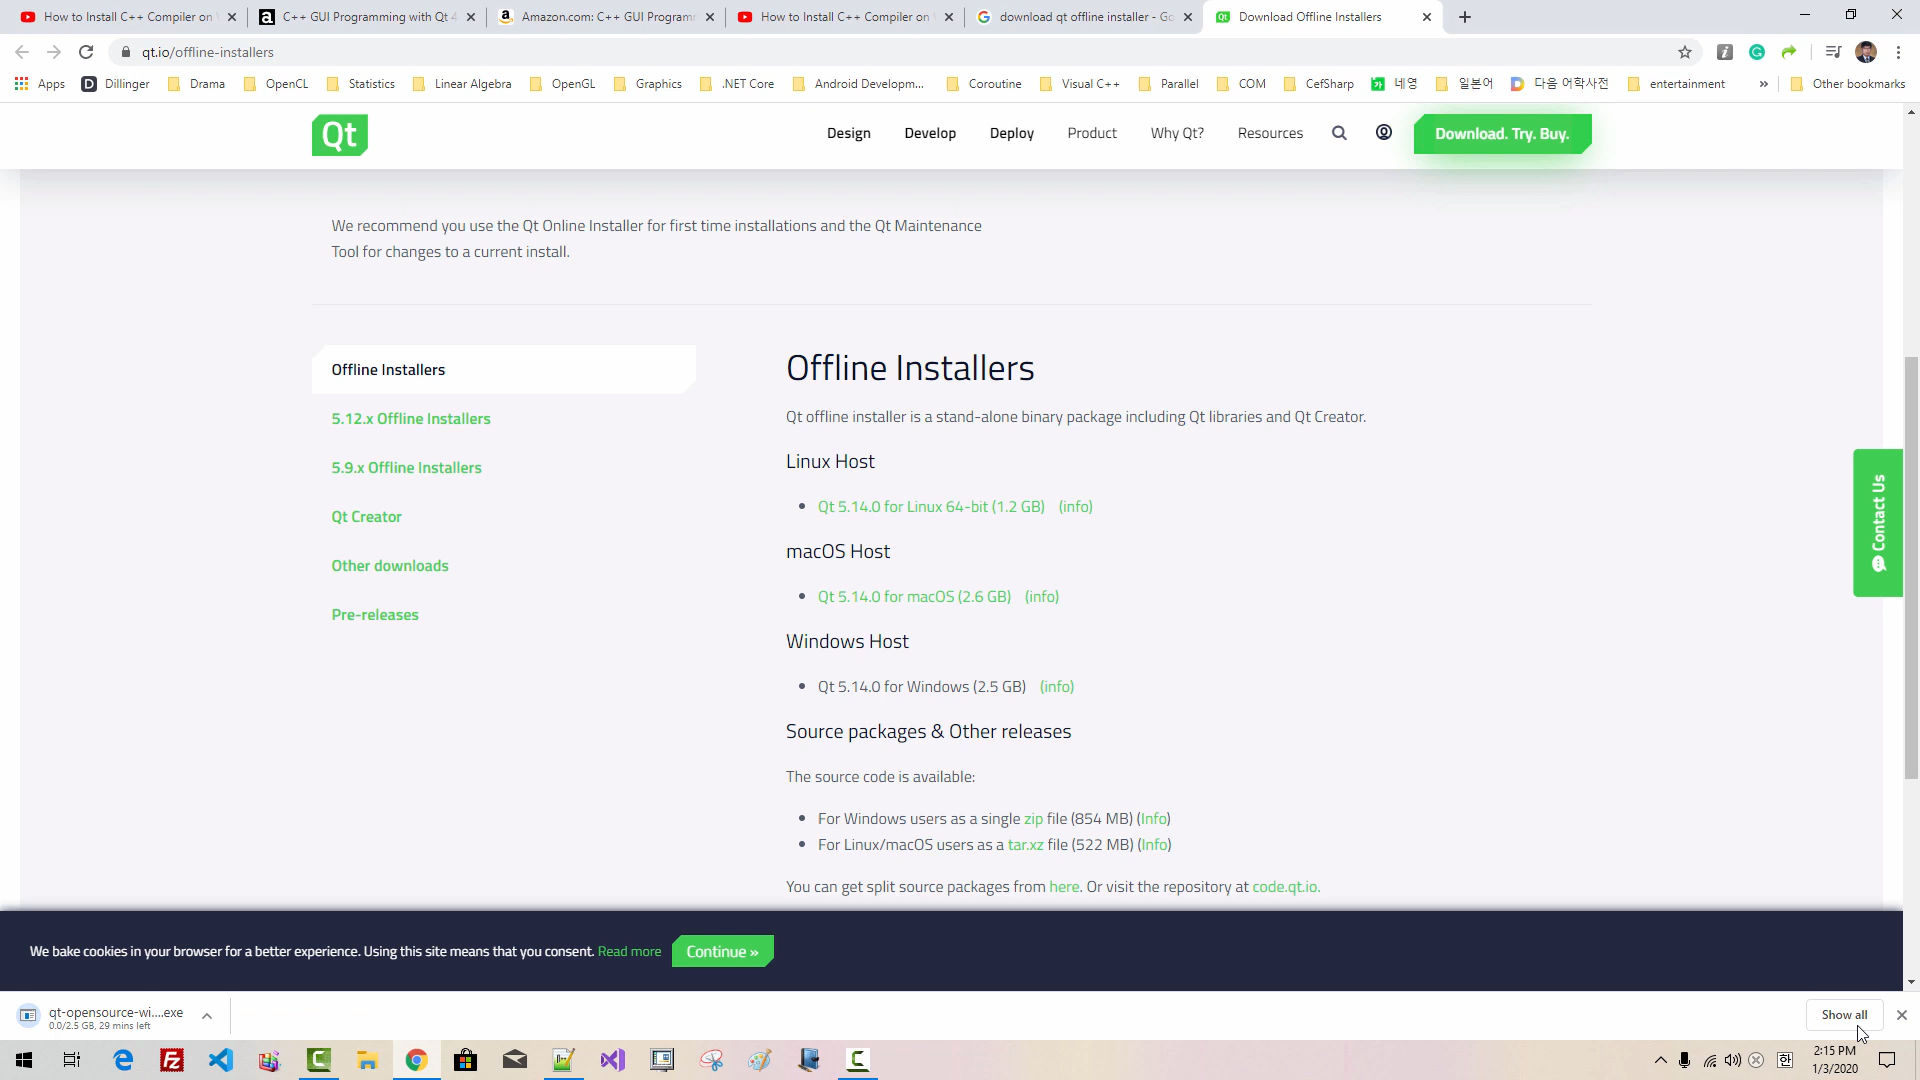 How to Install C++ Compiler on
C++ GUI Programming with Qt 4
Amazon.com: C++ GUI Programm
How to Install C++ Compiler on
download qt offline installer - Go
Download Offline Installers
qt.io/offline-installers
Apps
Dillinger
Drama
OpenCL
Statistics
Linear Algebra
OpenGL
Graphics
.NET Core
Android Developm...
Coroutine
Visual C++
Parallel
COM
CefSharp
네영
일본어
다음 어학사전
entertainment
»
Other bookmarks
Qt
Design
Develop
Deploy
Product
Why Qt?
Resources
Download. Try. Buy.
We recommend you use the Qt Online Installer for first time installations and the Qt Maintenance
Tool for changes to a current install.
Offline Installers
5.12.x Offline Installers
5.9.x Offline Installers
Qt Creator
Other downloads
Pre-releases
Offline Installers
Qt offline installer is a stand-alone binary package including Qt libraries and Qt Creator.
Linux Host
• Qt 5.14.0 for Linux 64-bit (1.2 GB) (info)
macOS Host
• Qt 5.14.0 for macOS (2.6 GB) (info)
Windows Host
• Qt 5.14.0 for Windows (2.5 GB) (info)
Source packages & Other releases
The source code is available:
• For Windows users as a single zip file (854 MB) (Info)
• For Linux/macOS users as a tar.xz file (522 MB) (Info)
You can get split source packages from here. Or visit the repository at code.qt.io.
Contact Us
We bake cookies in your browser for a better experience. Using this site means that you consent. Read more
Continue »
qt-opensource-wi....exe
0.0/2.5 GB, 29 mins left
Show all
한
2:15 PM
1/3/2020